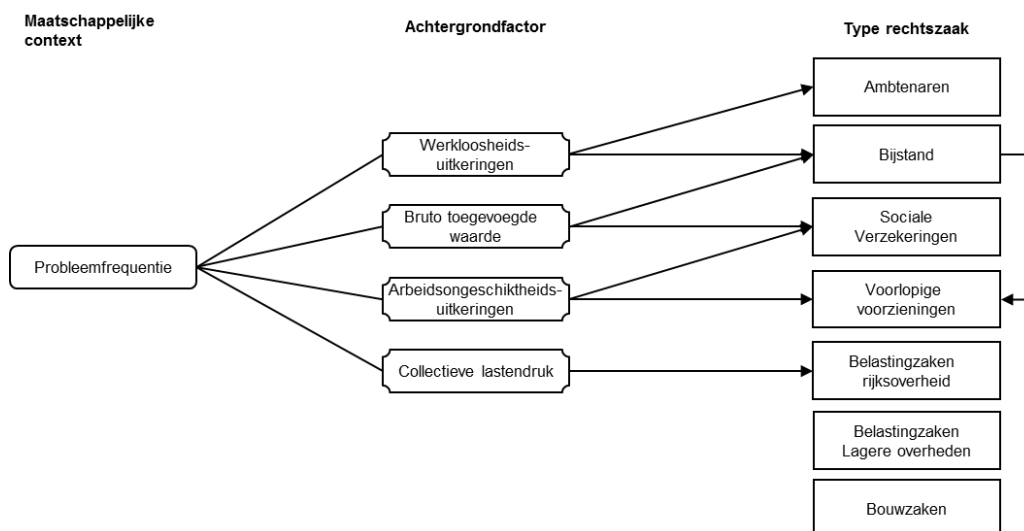 Maatschappelijke
context
Achtergrondfactor
Type rechtszaak
Probleemfrequentie
Werkloosheids-
uitkeringen
Bruto toegevoegde
waarde
Arbeidsongeschiktheids-
uitkeringen
Collectieve lastendruk
Ambtenaren
Bijstand
Sociale
Verzekeringen
Voorlopige
voorzieningen
Belastingzaken
rijksoverheid
Belastingzaken
Lagere overheden
Bouwzaken